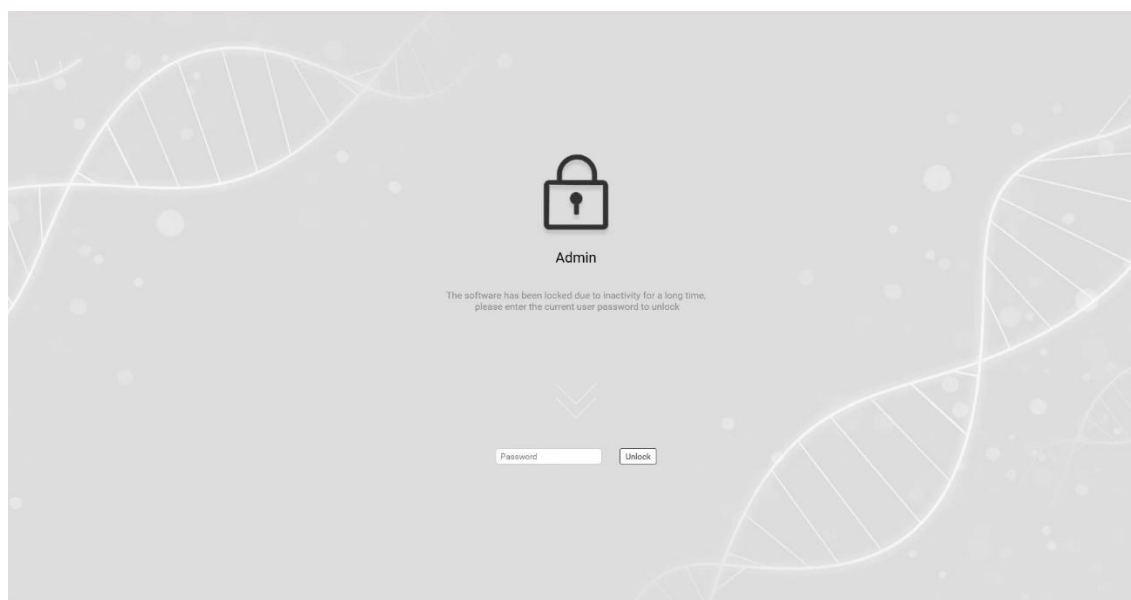 Admin
The software has been locked due to inactivity for a long time,
please enter the current user password to unlock
Password
Unlock